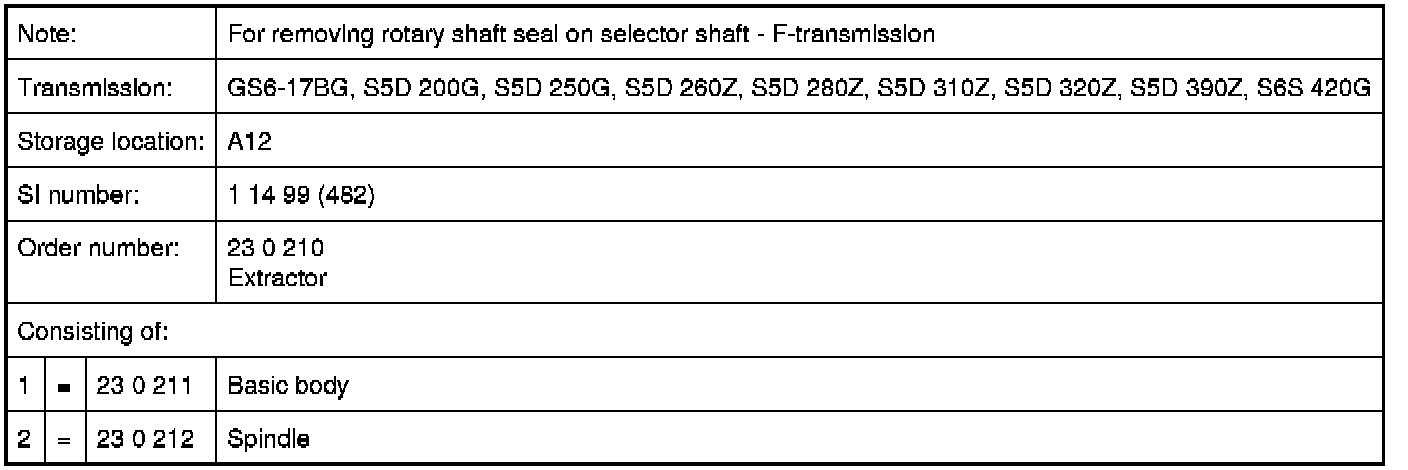 Note: For removing rotary shaft seal on selector shaft - F-transmission
Transmission: GS6-17BG, S5D 200G, S5D 250G, S5D 260Z, S5D 280Z, S5D 310Z, S5D 320Z, S5D 390Z, S6S 420G
Storage location: A12
SI number: 1 14 99 (482)
Order number: 23 0 210
Extractor
Consisting of:
1 = 23 0 211 Basic body
2 = 23 0 212 Spindle